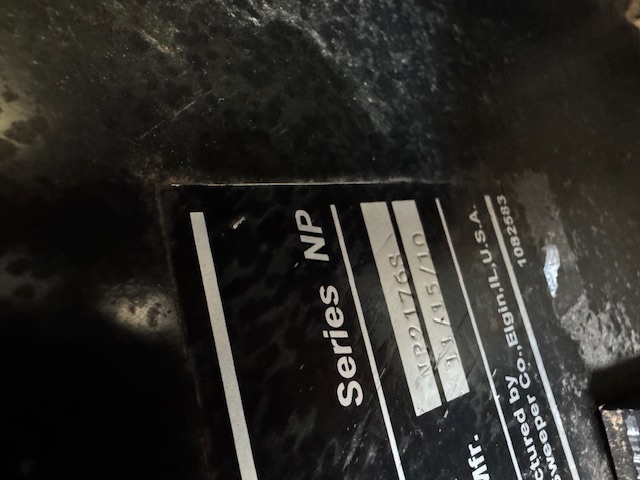 Series NP
NP2176S
11/15/10
Mfr.
ctured by
sweeper Co., Elgin, IL. U.S.A.
1082583